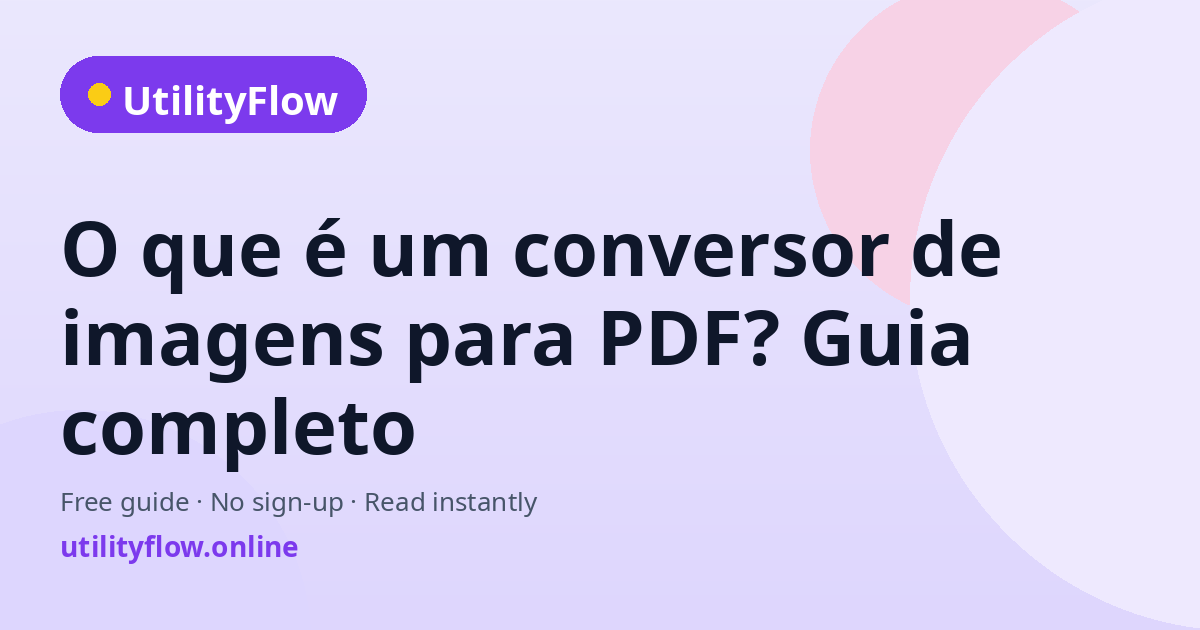 UtilityFlow
O que é um conversor de
imagens para PDF? Guia
completo
Free guide · No sign-up · Read instantly
utilityflow.online